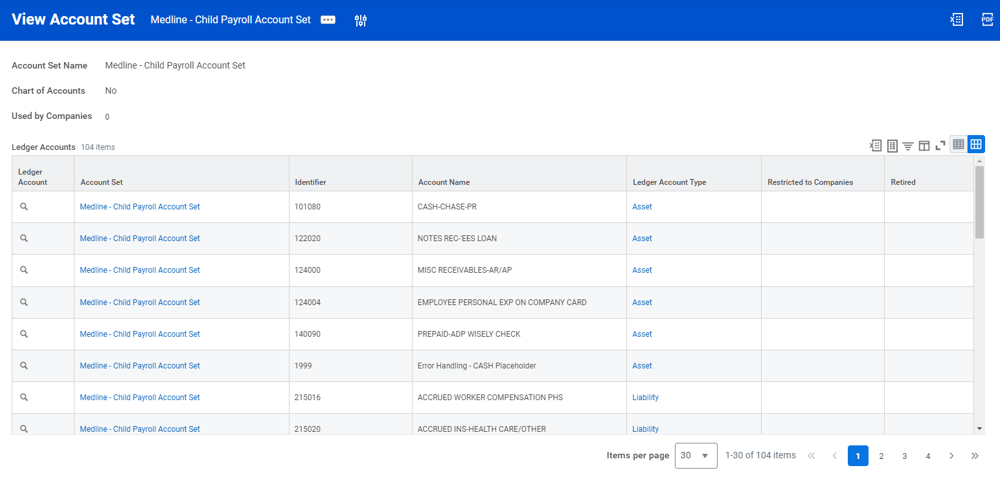 View Account Set Medline - Child Payroll Account Set
PDF
Account Set Name Medline - Child Payroll Account Set
Chart of Accounts No
Used by Companies 0
Ledger Accounts 104 items
Ledger Account Account Set Identifier Account Name Ledger Account Type Restricted to Companies Retired
Medline - Child Payroll Account Set 101080 CASH-CHASE-PR Asset
Medline - Child Payroll Account Set 122020 NOTES REC-'EES LOAN Asset
Medline - Child Payroll Account Set 124000 MISC RECEIVABLES-AR/AP Asset
Medline - Child Payroll Account Set 124004 EMPLOYEE PERSONAL EXP ON COMPANY CARD Asset
Medline - Child Payroll Account Set 140090 PREPAID-ADP WISELY CHECK Asset
Medline - Child Payroll Account Set 1999 Error Handling - CASH Placeholder Asset
Medline - Child Payroll Account Set 215016 ACCRUED WORKER COMPENSATION PHS Liability
Medline - Child Payroll Account Set 215020 ACCRUED INS-HEALTH CARE/OTHER Liability
Items per page 30 1-30 of 104 items 1 2 3 4